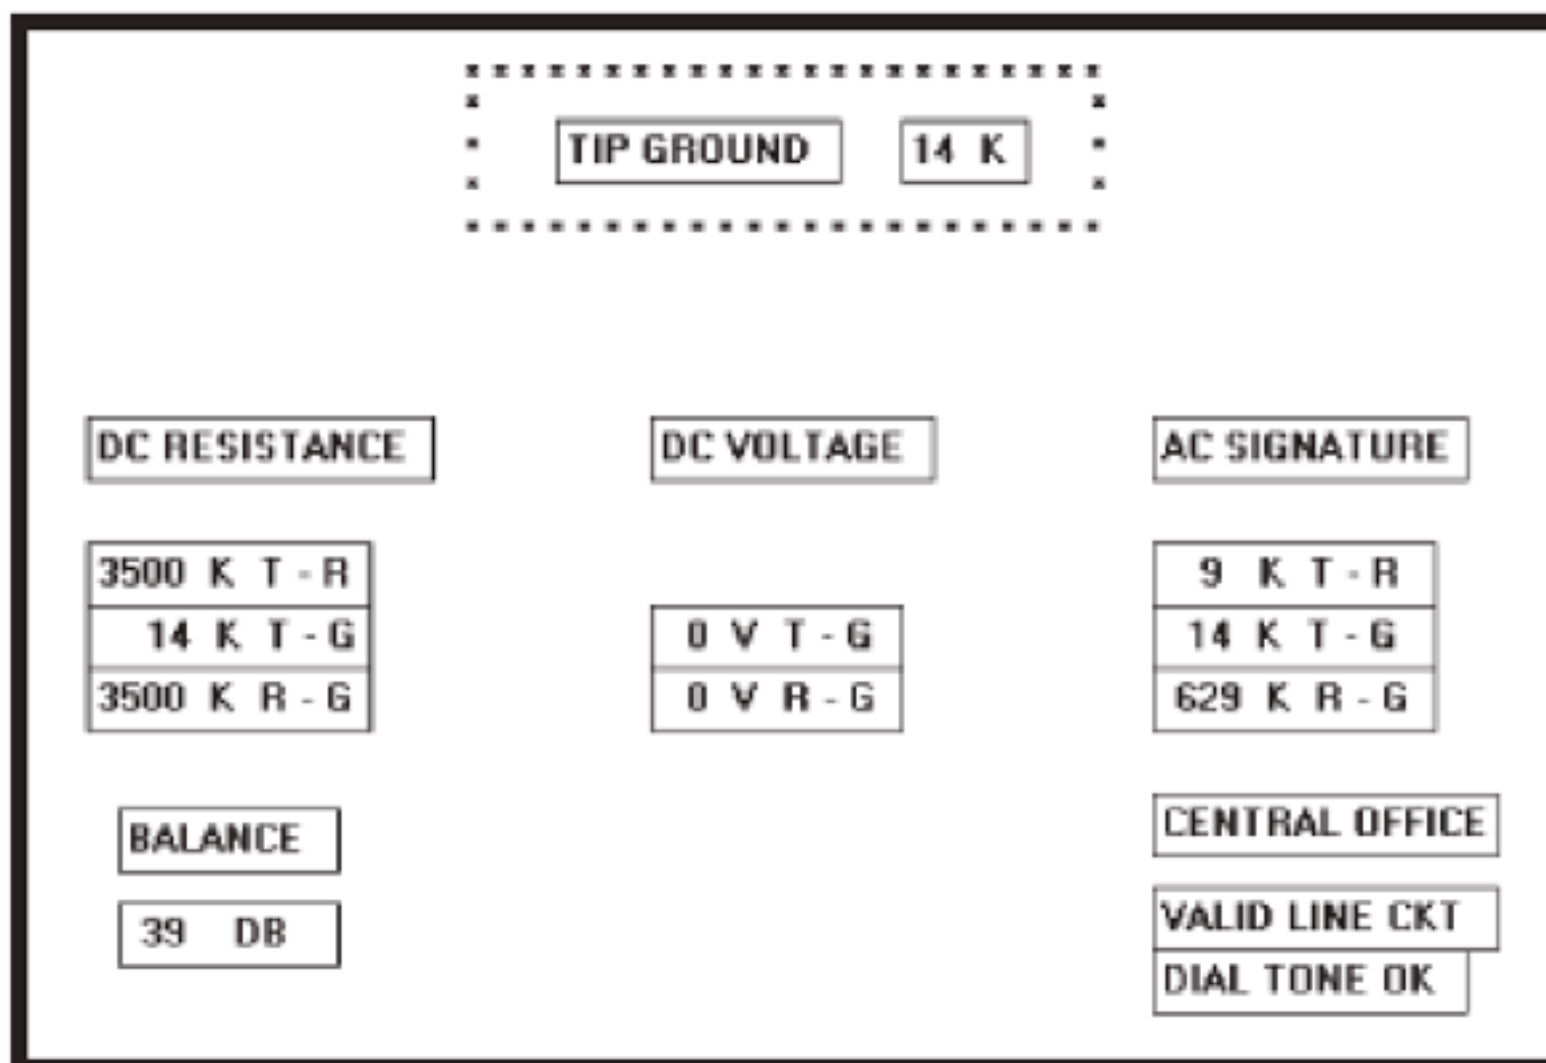 TIP GROUND 14 K
DC RESISTANCE DC VOLTAGE AC SIGNATURE
3500 K T - R 9 K T - R
14 K T - G 0 V T - G 14 K T - G
3500 K R - G 0 V R - G 629 K R - G
BALANCE CENTRAL OFFICE
39 DB VALID LINE CKT
DIAL TONE OK